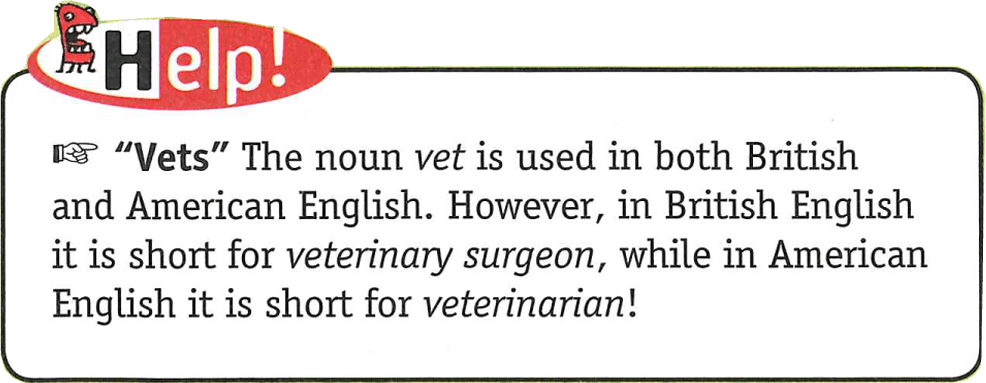 Help!
☞ “Vets” The noun vet is used in both British
and American English. However, in British English
it is short for veterinary surgeon, while in American
English it is short for veterinarian!